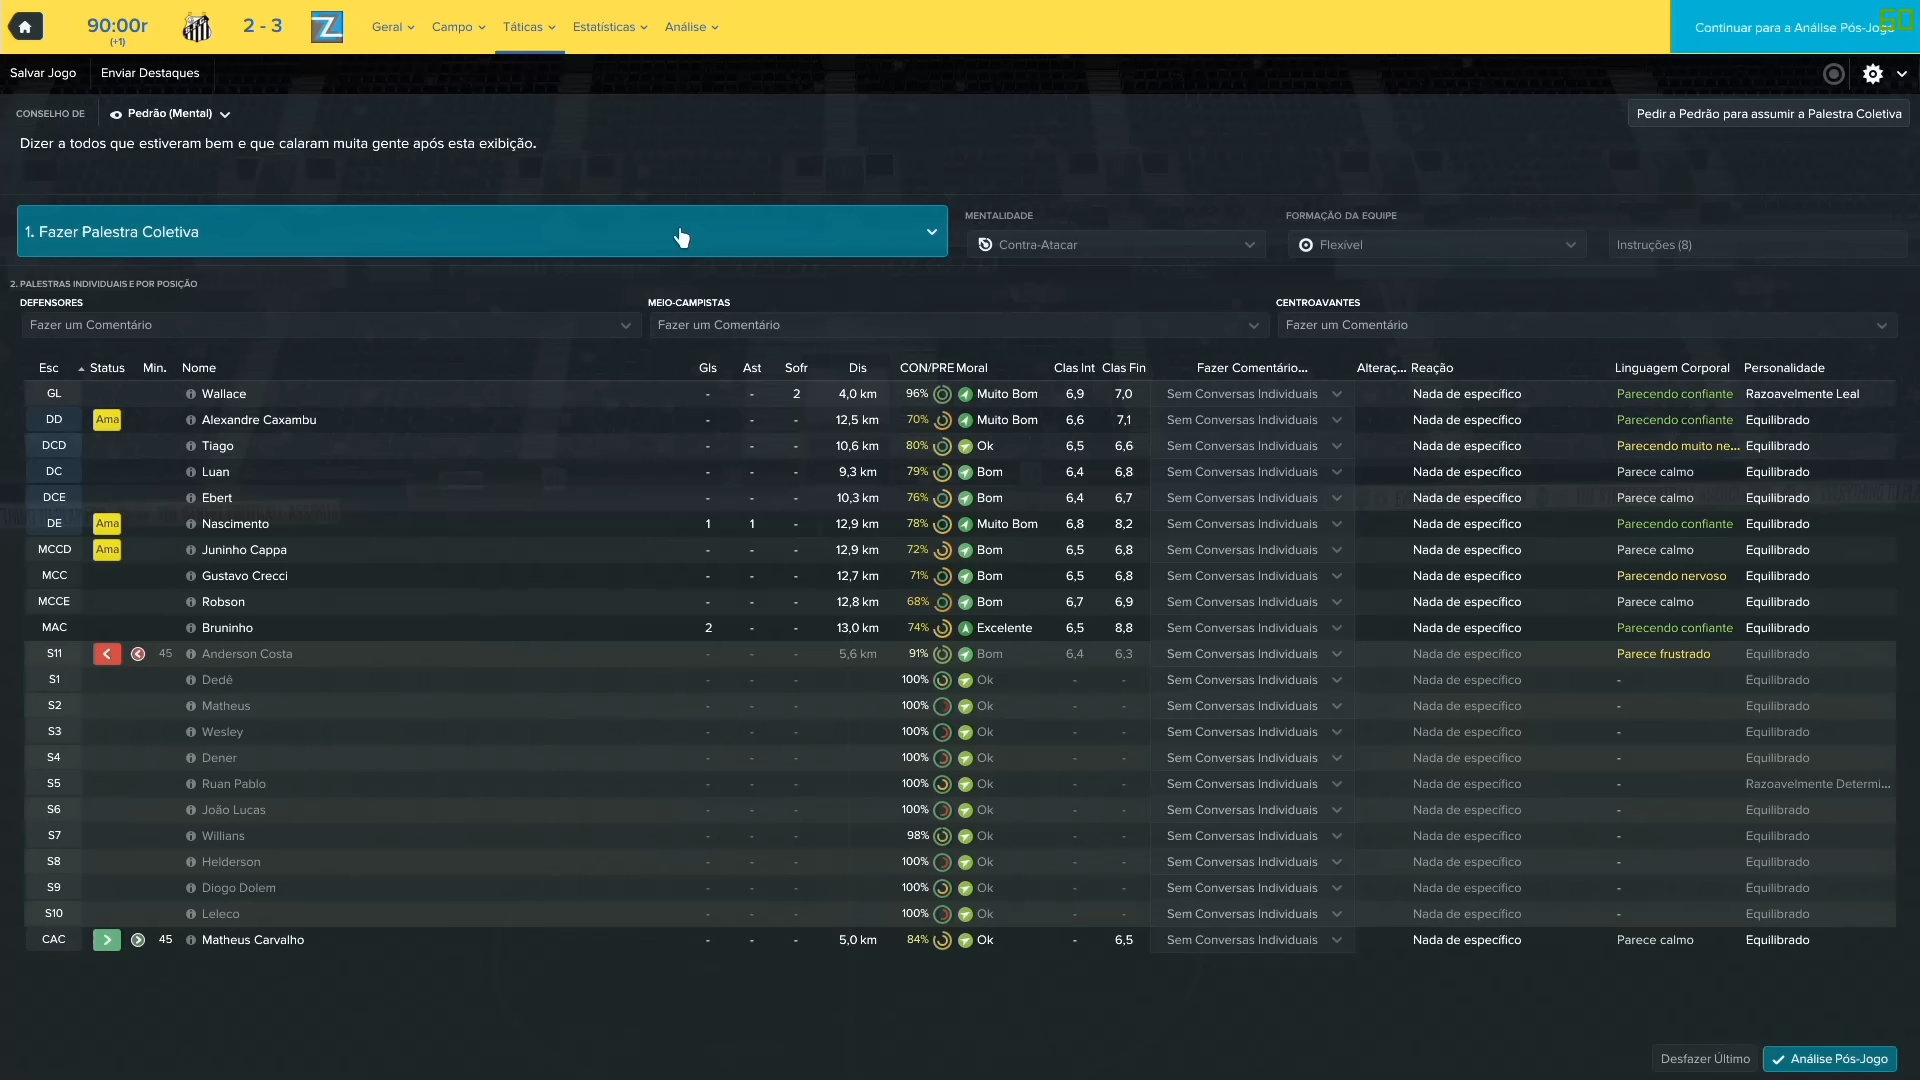 90:00r
(+1)
2 - 3
Geral
Campo
Táticas
Estatísticas
Análise
Continuar para a Análise Pós-Jogo
60
Salvar Jogo
Enviar Destaques
CONSELHO DE
Pedrão (Mental)
Pedir a Pedrão para assumir a Palestra Coletiva
Dizer a todos que estiveram bem e que calaram muita gente após esta exibição.
1. Fazer Palestra Coletiva
MENTALIDADE
Contra-Atacar
FORMAÇÃO DA EQUIPE
Flexível
Instruções (8)
2. PALESTRAS INDIVIDUAIS E POR POSIÇÃO
DEFENSORES
MEIO-CAMPISTAS
CENTROAVANTES
Fazer um Comentário
Fazer um Comentário
Fazer um Comentário
Esc Status Min. Nome Gls Ast Sofr Dis CON/PRE Moral Clas Int Clas Fin Fazer Comentário... Alteraç... Reação Linguagem Corporal Personalidade
GL Wallace - - 2 4,0 km 96% Muito Bom 6,9 7,0 Sem Conversas Individuais Nada de específico Parecendo confiante Razoavelmente Leal
DD Ama Alexandre Caxambu - - - 12,5 km 70% Muito Bom 6,6 7,1 Sem Conversas Individuais Nada de específico Parecendo confiante Equilibrado
DCD Tiago - - - 10,6 km 80% Ok 6,5 6,6 Sem Conversas Individuais Nada de específico Parecendo muito ne... Equilibrado
DC Luan - - - 9,3 km 79% Bom 6,4 6,8 Sem Conversas Individuais Nada de específico Parece calmo Equilibrado
DCE Ebert - - - 10,3 km 76% Bom 6,4 6,7 Sem Conversas Individuais Nada de específico Parece calmo Equilibrado
DE Ama Nascimento 1 1 - 12,9 km 78% Muito Bom 6,8 8,2 Sem Conversas Individuais Nada de específico Parecendo confiante Equilibrado
MCCD Ama Juninho Cappa - - - 12,9 km 72% Bom 6,5 6,8 Sem Conversas Individuais Nada de específico Parece calmo Equilibrado
MCC Gustavo Crecci - - - 12,7 km 71% Bom 6,5 6,8 Sem Conversas Individuais Nada de específico Parecendo nervoso Equilibrado
MCCE Robson - - - 12,8 km 68% Bom 6,7 6,9 Sem Conversas Individuais Nada de específico Parece calmo Equilibrado
MAC Bruninho 2 - - 13,0 km 74% Excelente 6,5 8,8 Sem Conversas Individuais Nada de específico Parecendo confiante Equilibrado
S11 45 Anderson Costa - - - 5,6 km 91% Bom 6,4 6,3 Sem Conversas Individuais Nada de específico Parece frustrado Equilibrado
S1 Dedê - - - 100% Ok - - Sem Conversas Individuais Nada de específico - Equilibrado
S2 Matheus - - - 100% Ok - - Sem Conversas Individuais Nada de específico - Equilibrado
S3 Wesley - - - 100% Ok - - Sem Conversas Individuais Nada de específico - Equilibrado
S4 Dener - - - 100% Ok - - Sem Conversas Individuais Nada de específico - Equilibrado
S5 Ruan Pablo - - - 100% Ok - - Sem Conversas Individuais Nada de específico - Razoavelmente Determi...
S6 João Lucas - - - 100% Ok - - Sem Conversas Individuais Nada de específico - Equilibrado
S7 Willians - - - 98% Ok - - Sem Conversas Individuais Nada de específico - Equilibrado
S8 Helderson - - - 100% Ok - - Sem Conversas Individuais Nada de específico - Equilibrado
S9 Diogo Dolem - - - 100% Ok - - Sem Conversas Individuais Nada de específico - Equilibrado
S10 Leleco - - - 100% Ok - - Sem Conversas Individuais Nada de específico - Equilibrado
CAC 45 Matheus Carvalho - - - 5,0 km 84% Ok - 6,5 Sem Conversas Individuais Nada de específico Parece calmo Equilibrado
Desfazer Último
Análise Pós-Jogo